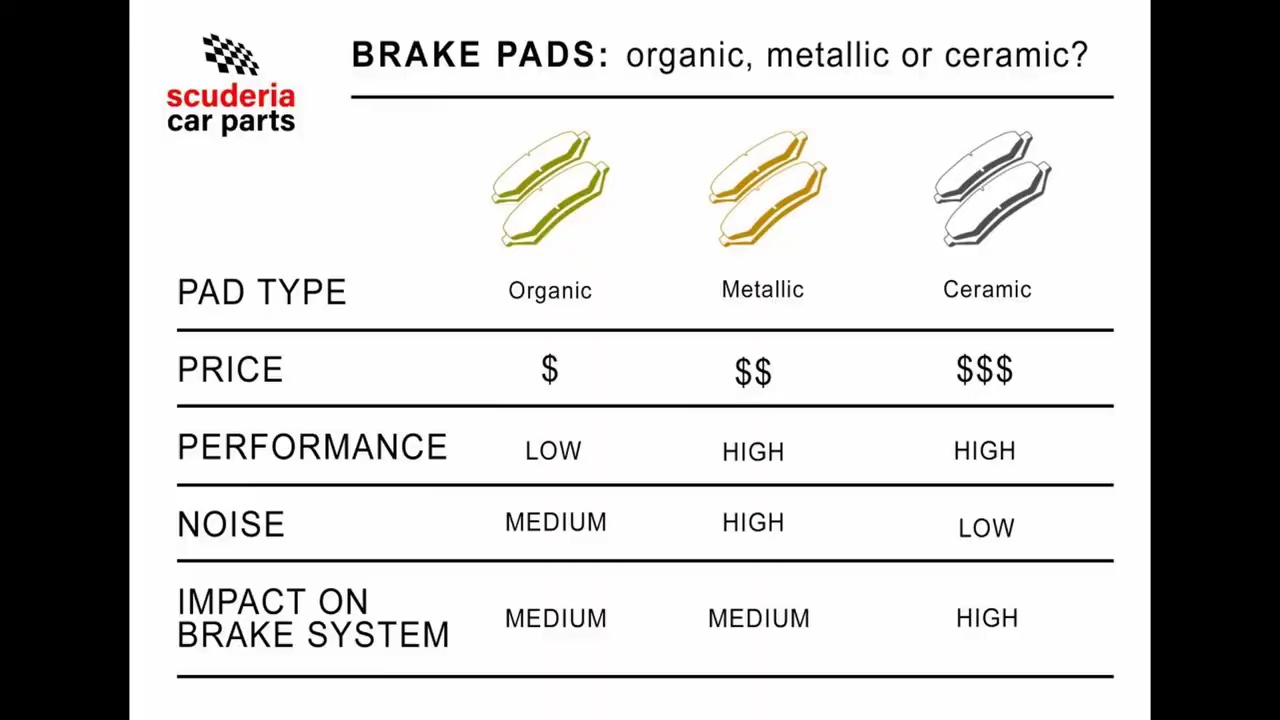 scuderia
car parts
BRAKE PADS: organic, metallic or ceramic?
PAD TYPE Organic Metallic Ceramic
PRICE $ $$ $$$
PERFORMANCE LOW HIGH HIGH
NOISE MEDIUM HIGH LOW
IMPACT ON
BRAKE SYSTEM MEDIUM MEDIUM HIGH